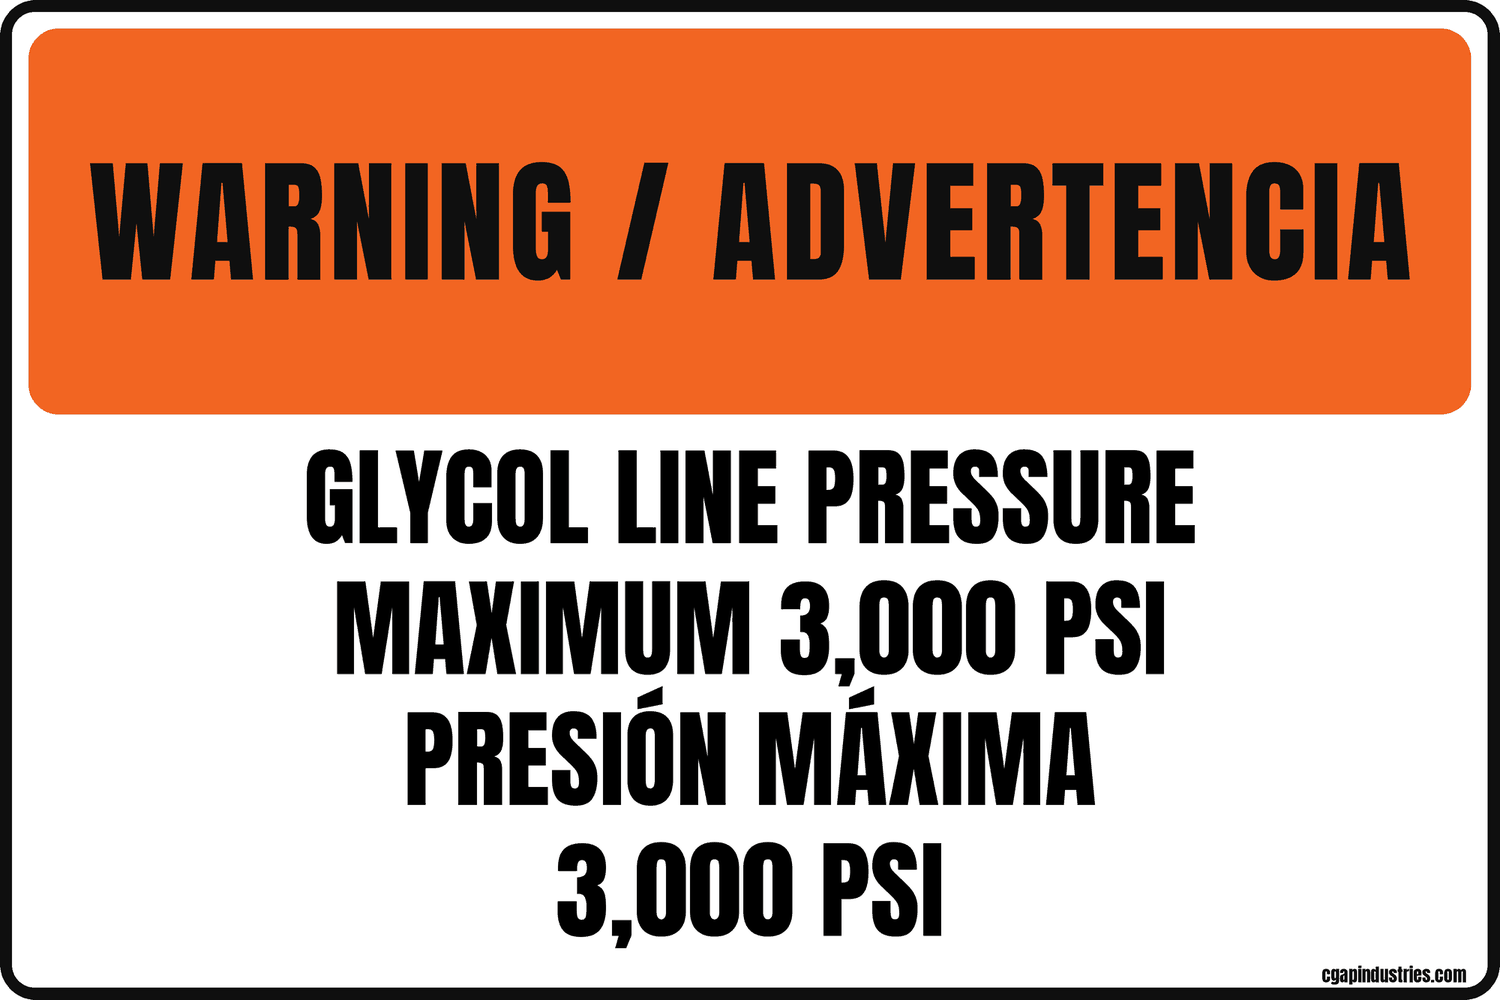 WARNING / ADVERTENCIA
GLYCOL LINE PRESSURE
MAXIMUM 3,000 PSI
PRESIÓN MÁXIMA
3,000 PSI
cgapindustries.com